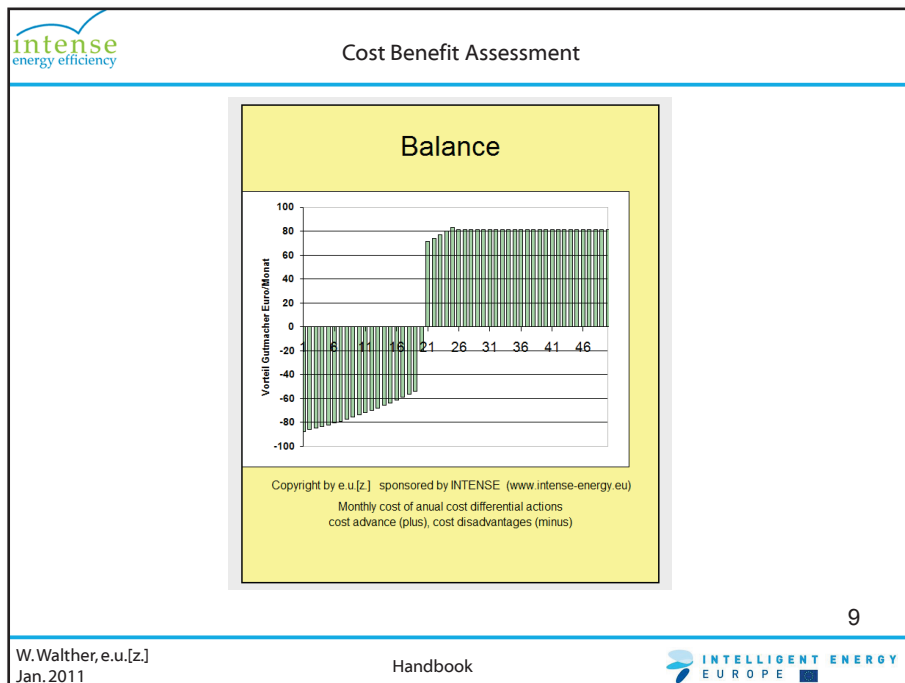 intense
energy efficiency
Cost Benefit Assessment
Balance
Vorteil Gutmacher Euro/Monat
100
80
60
40
20
0
-20
-40
-60
-80
-100
1 6 11 16 21 26 31 36 41 46
Copyright by e.u.[z.] sponsored by INTENSE (www.intense-energy.eu)
Monthly cost of anual cost differential actions
cost advance (plus), cost disadvantages (minus)
9
W. Walther, e.u.[z.]
Jan. 2011
Handbook
INTELLIGENT ENERGY
EUROPE